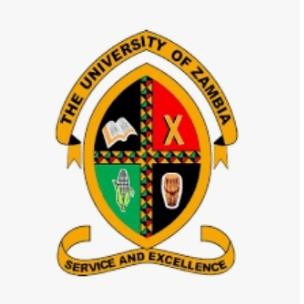 THE UNIVERSITY OF ZAMBIA
SERVICE AND EXCELLENCE